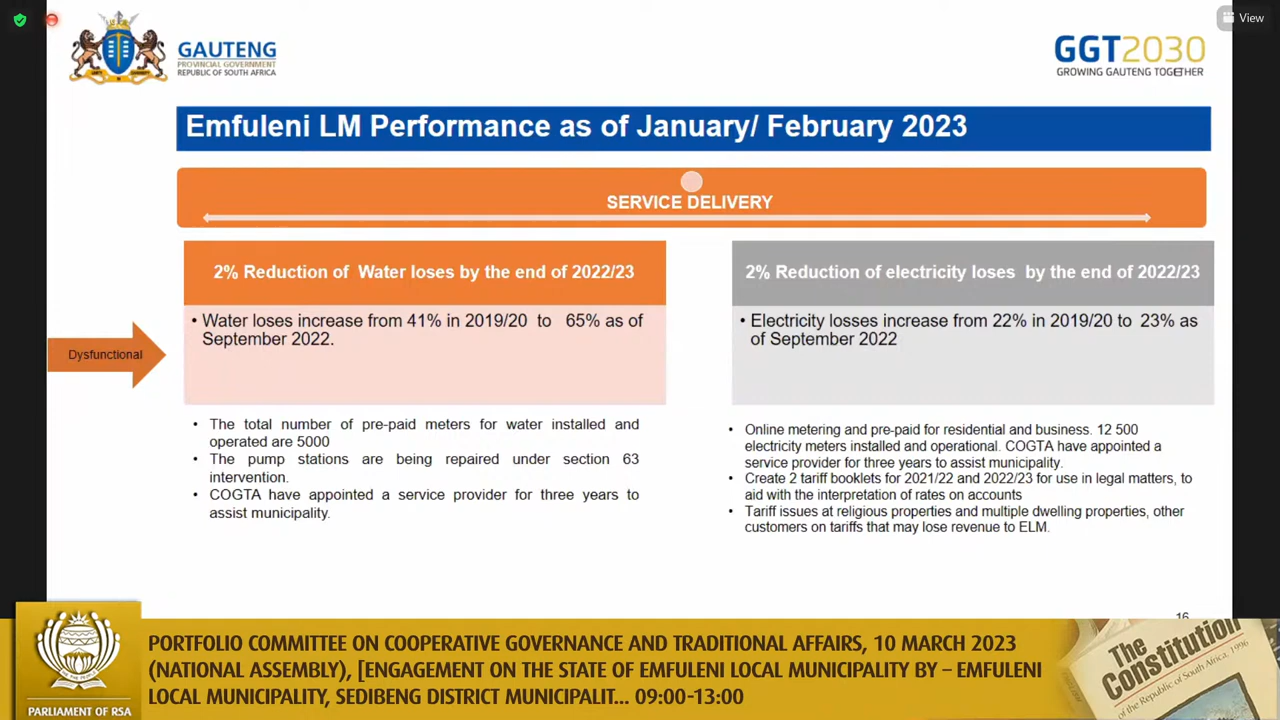 View
GAUTENG
PROVINCIAL GOVERNMENT
REPUBLIC OF SOUTH AFRICA
GGT2030
GROWING GAUTENG TOGETHER
Emfuleni LM Performance as of January/ February 2023
SERVICE DELIVERY
2% Reduction of Water loses by the end of 2022/23
• Water loses increase from 41% in 2019/20 to 65% as of
September 2022.
Dysfunctional
• The total number of pre-paid meters for water installed and
operated are 5000
• The pump stations are being repaired under section 63
intervention.
• COGTA have appointed a service provider for three years to
assist municipality.
2% Reduction of electricity loses by the end of 2022/23
• Electricity losses increase from 22% in 2019/20 to 23% as
of September 2022
• Online metering and pre-paid for residential and business. 12 500
electricity meters installed and operational. COGTA have appointed a
service provider for three years to assist municipality.
• Create 2 tariff booklets for 2021/22 and 2022/23 for use in legal matters, to
aid with the interpretation of rates on accounts
• Tariff issues at religious properties and multiple dwelling properties, other
customers on tariffs that may lose revenue to ELM.
16
PORTFOLIO COMMITTEE ON COOPERATIVE GOVERNANCE AND TRADITIONAL AFFAIRS, 10 MARCH 2023
(NATIONAL ASSEMBLY), [ENGAGEMENT ON THE STATE OF EMFULENI LOCAL MUNICIPALITY BY – EMFULENI
LOCAL MUNICIPALITY, SEDIBENG DISTRICT MUNICIPALIT... 09:00-13:00
PARLIAMENT OF RSA
The
Constitution
of the Republic of South Africa, 1996